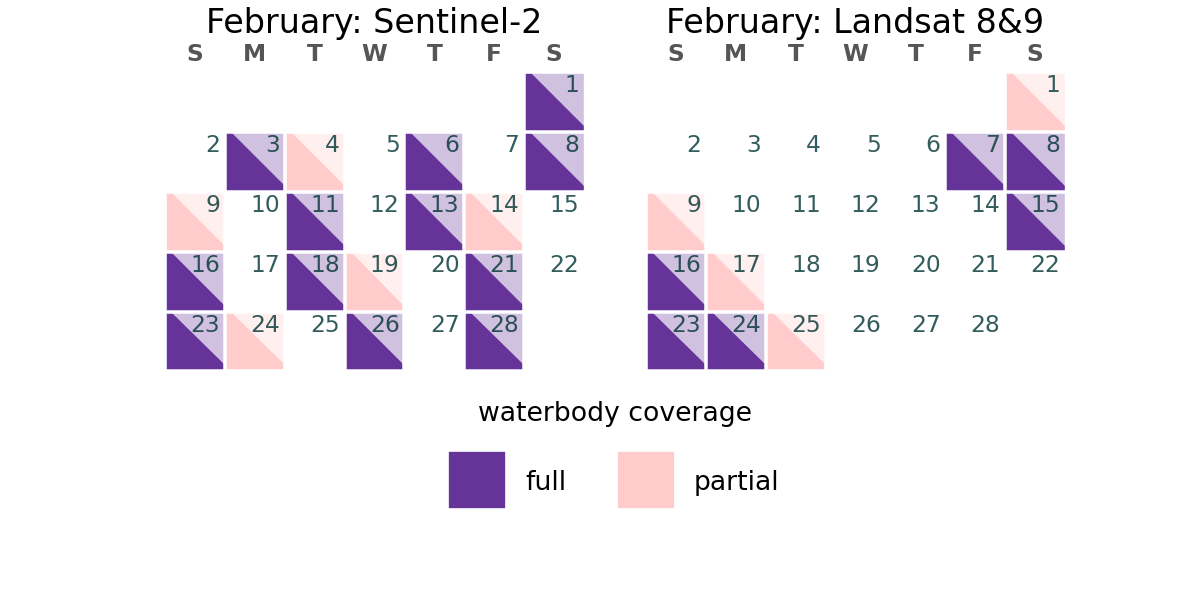 February: Sentinel-2
S M T W T F S
1
2 3 4 5 6 7 8
9 10 11 12 13 14 15
16 17 18 19 20 21 22
23 24 25 26 27 28
February: Landsat 8&9
S M T W T F S
1
2 3 4 5 6 7 8
9 10 11 12 13 14 15
16 17 18 19 20 21 22
23 24 25 26 27 28
waterbody coverage
full partial